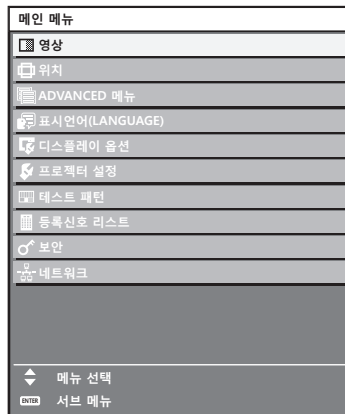 메인 메뉴
영상
위치
ADVANCED 메뉴
표시언어(LANGUAGE)
디스플레이 옵션
프로젝터 설정
테스트 패턴
등록신호 리스트
보안
네트워크
메뉴 선택
ENTER 서브 메뉴